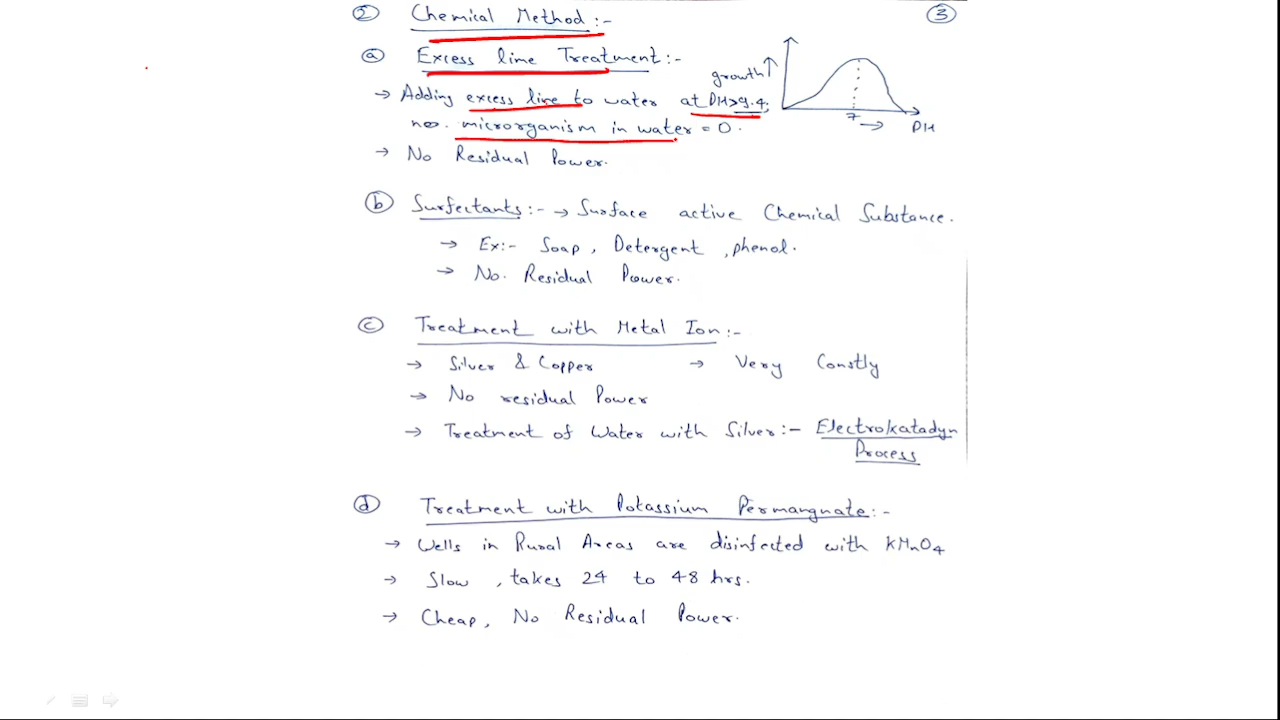 ② Chemical Method :-
③
ⓐ Excess lime Treatment :-
growth ↑
→ Adding excess lime to water at PH>9.4,
7 → PH
no. microrganism in water = 0.
→ No Residual Power.
ⓑ Surfectants :- → Surface active Chemical Substance.
→ Ex:- Soap, Detergent, phenol.
→ No. Residual Power.
ⓒ Treatment with Metal Ion :-
→ Silver & Copper → Very Constly
→ No residual Power
→ Treatment of Water with Silver :- Electrokatadyn
Process
ⓓ Treatment with Potassium Permangnate :-
→ Wells in Rural Areas are disinfected with KMnO4
→ Slow, takes 24 to 48 hrs.
→ Cheap, No Residual Power.